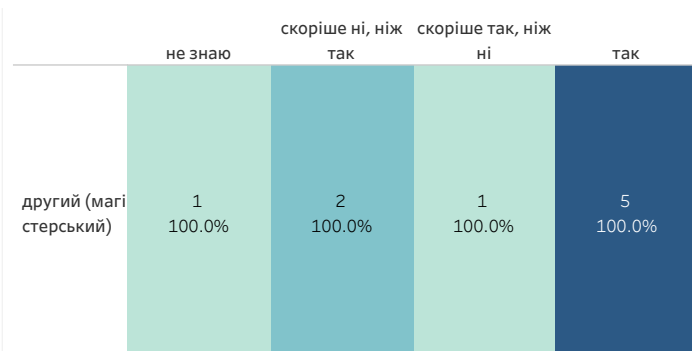 не знаю
скоріше ні, ніж
так
скоріше так, ніж
ні
так
другий (магі
стерський)
1
100.0%
2
100.0%
1
100.0%
5
100.0%